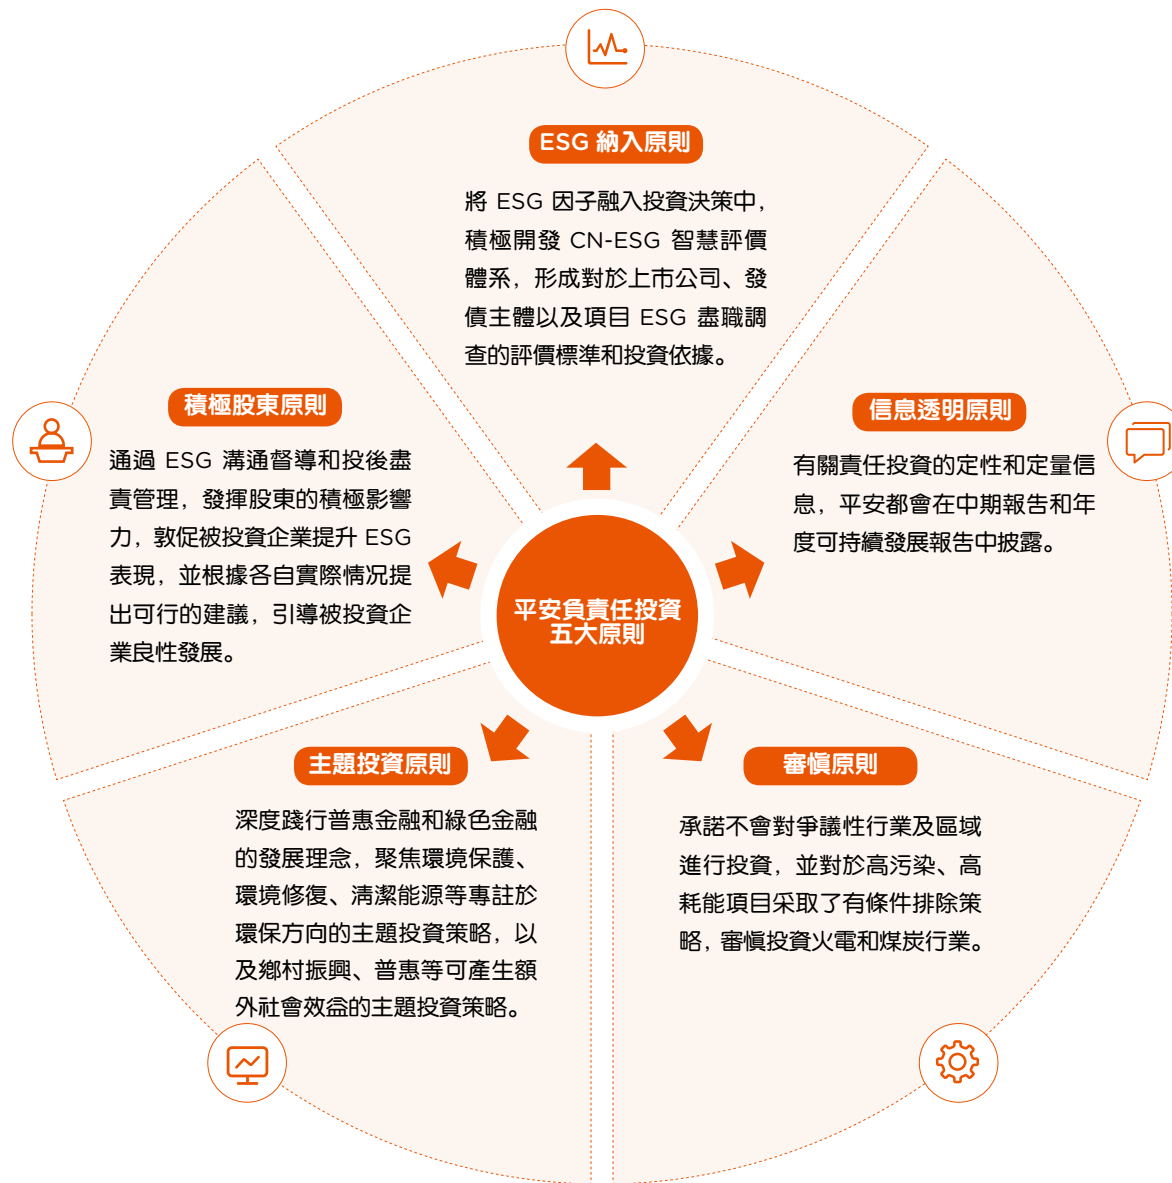 ESG 納入原則
將 ESG 因子融入投資決策中，
積極開發 CN-ESG 智慧評價
體系，形成對於上市公司、發
債主體以及項目 ESG 盡職調
查的評價標準和投資依據。
積極股東原則
通過 ESG 溝通督導和投後盡
責管理，發揮股東的積極影響
力，敦促被投資企業提升 ESG
表現，並根據各自實際情況提
出可行的建議，引導被投資企
業良性發展。
信息透明原則
有關責任投資的定性和定量信
息，平安都會在中期報告和年
度可持續發展報告中披露。
平安負責任投資
五大原則
主題投資原則
深度踐行普惠金融和綠色金融
的發展理念，聚焦環境保護、
環境修復、清潔能源等專註於
環保方向的主題投資策略，以
及鄉村振興、普惠等可產生額
外社會效益的主題投資策略。
審慎原則
承諾不會對爭議性行業及區域
進行投資，並對於高污染、高
耗能項目采取了有條件排除策
略，審慎投資火電和煤炭行業。